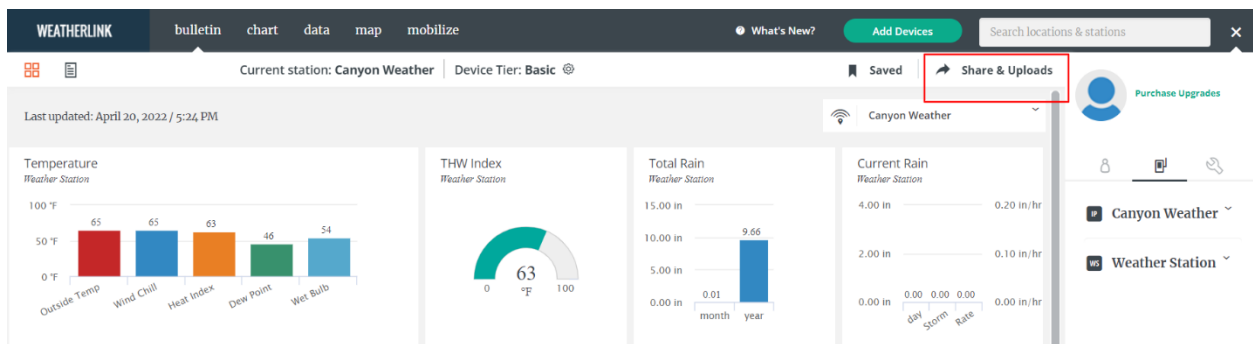 WEATHERLINK bulletin chart data map mobilize What's New? Add Devices Search locations & stations
Current station: Canyon Weather Device Tier: Basic Saved Share & Uploads
Purchase Upgrades
Last updated: April 20, 2022 / 5:24 PM Canyon Weather
Temperature
Weather Station
100 °F
50 °F
0 °F
65 65 63 46 54
Outside Temp Wind Chill Heat Index Dew Point Wet Bulb
THW Index
Weather Station
63
0 °F 100
Total Rain
Weather Station
15.00 in
10.00 in
5.00 in
0.00 in
0.01 9.66
month year
Current Rain
Weather Station
4.00 in 0.20 in/hr
2.00 in 0.10 in/hr
0.00 in 0.00 0.00 0.00 0.00 in/hr
day Storm Rate
IP Canyon Weather
WS Weather Station